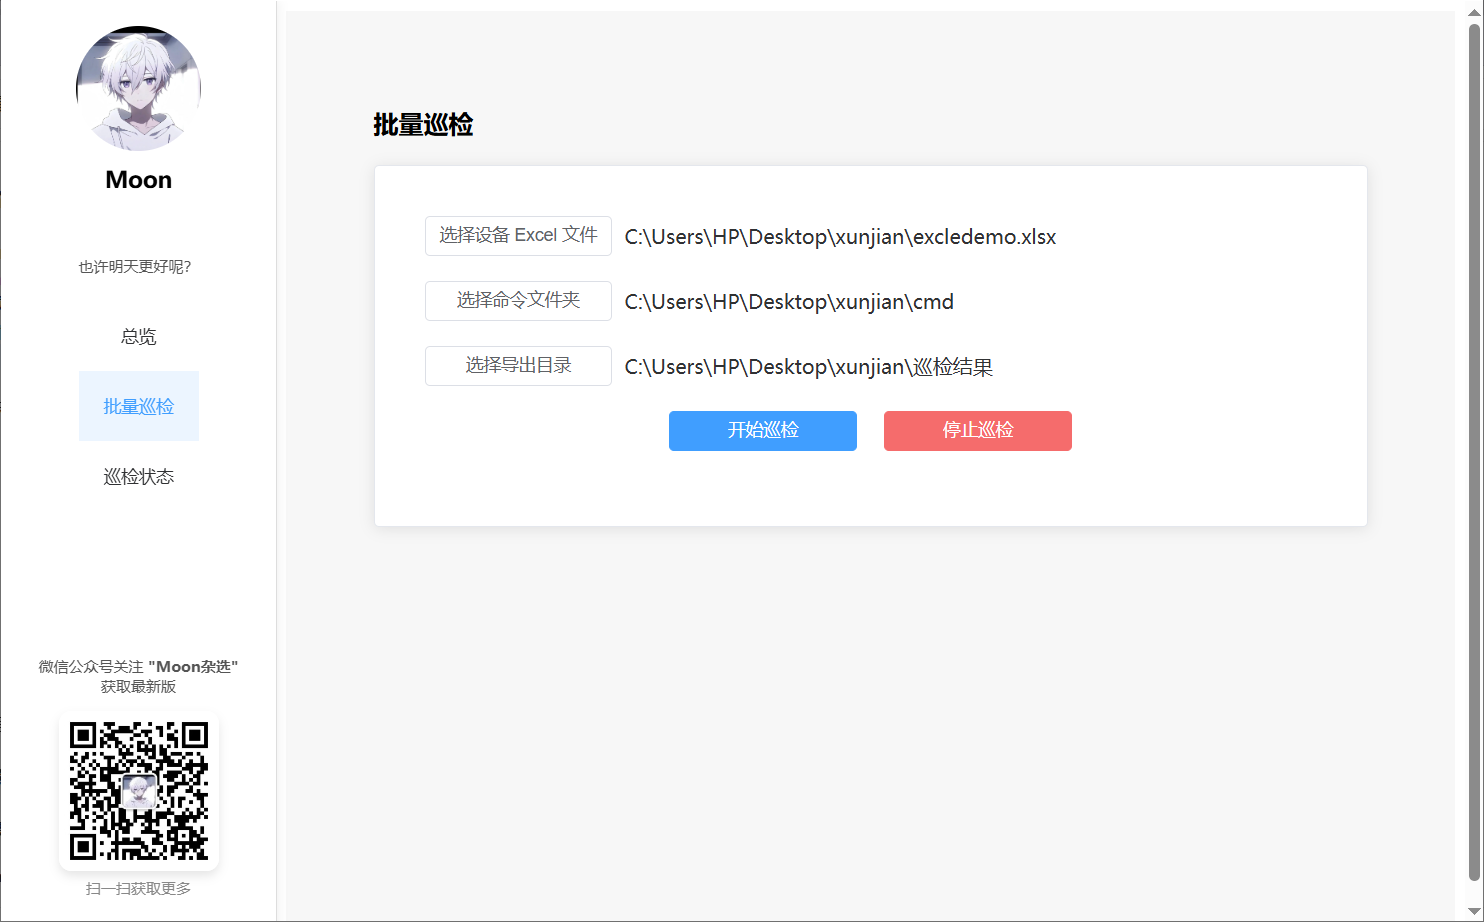 Moon
也许明天更好呢？
总览
批量巡检
巡检状态
微信公众号关注 "Moon杂选"
获取最新版
扫一扫获取更多
批量巡检
选择设备 Excel 文件 C:\Users\HP\Desktop\xunjian\excledemo.xlsx
选择命令文件夹 C:\Users\HP\Desktop\xunjian\cmd
选择导出目录 C:\Users\HP\Desktop\xunjian\巡检结果
开始巡检 停止巡检